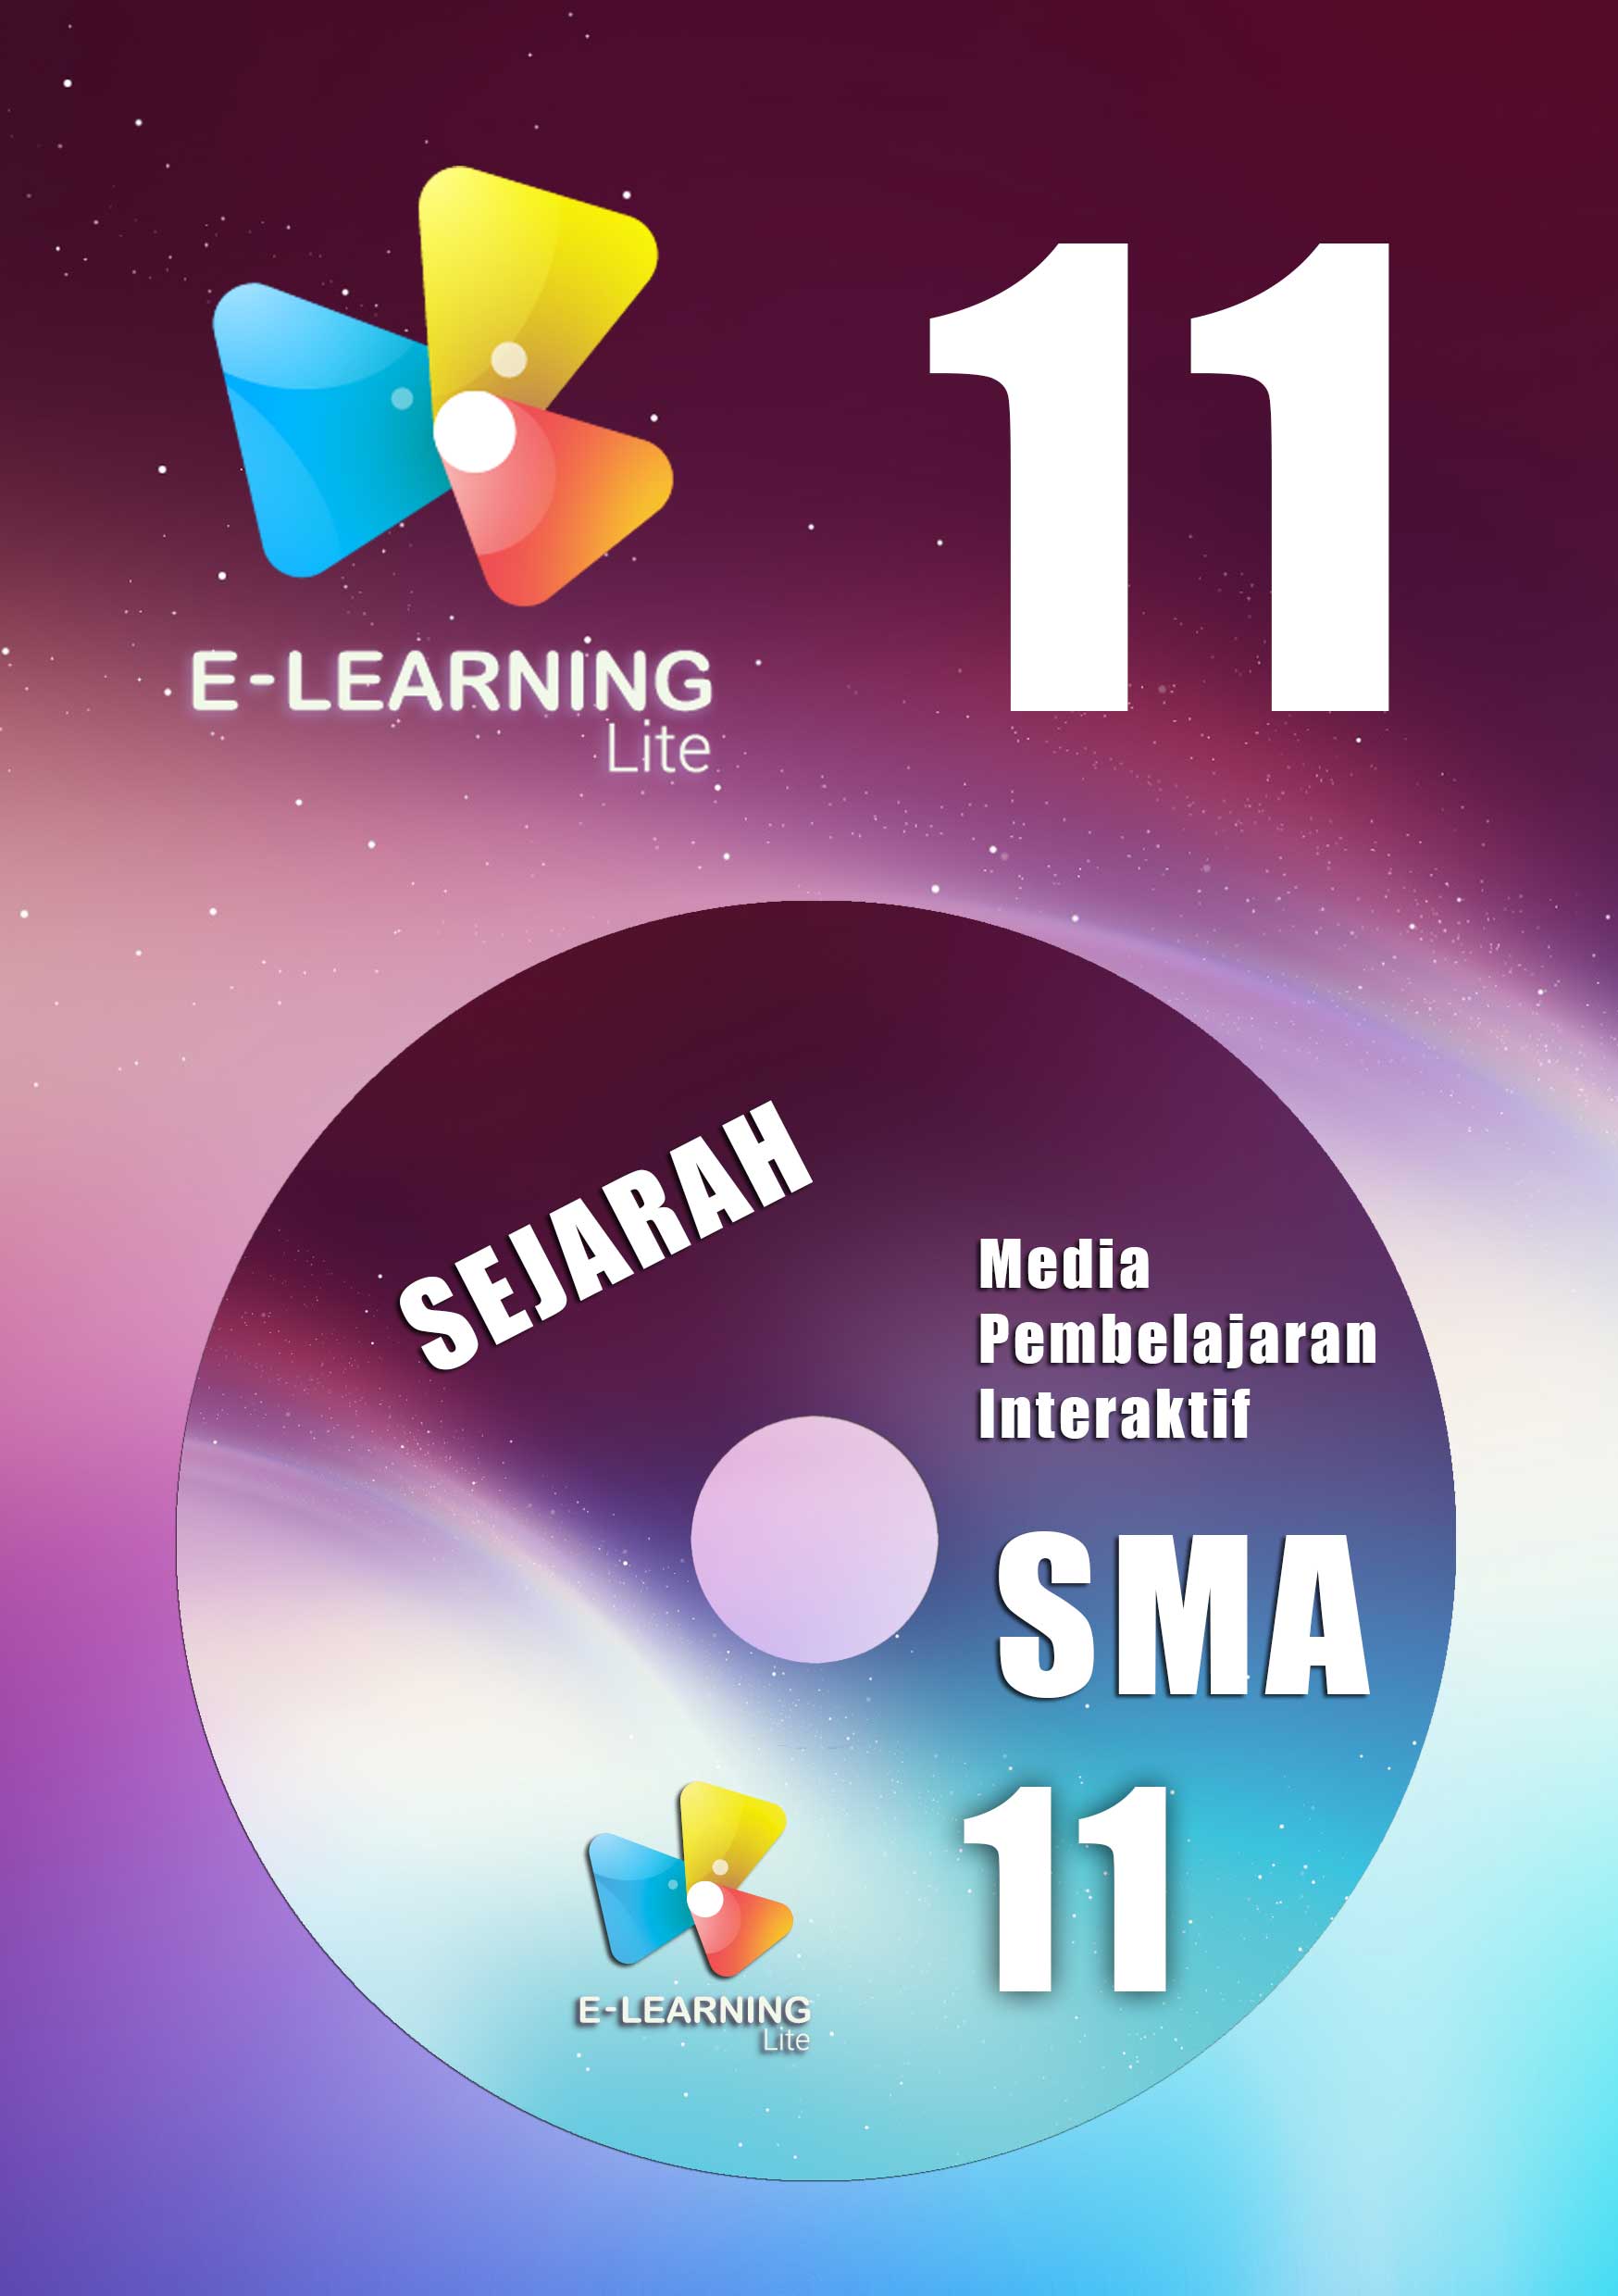 11
E-LEARNING
Lite
SEJARAH
Media
Pembelajaran
Interaktif
SMA
11
E-LEARNING
Lite